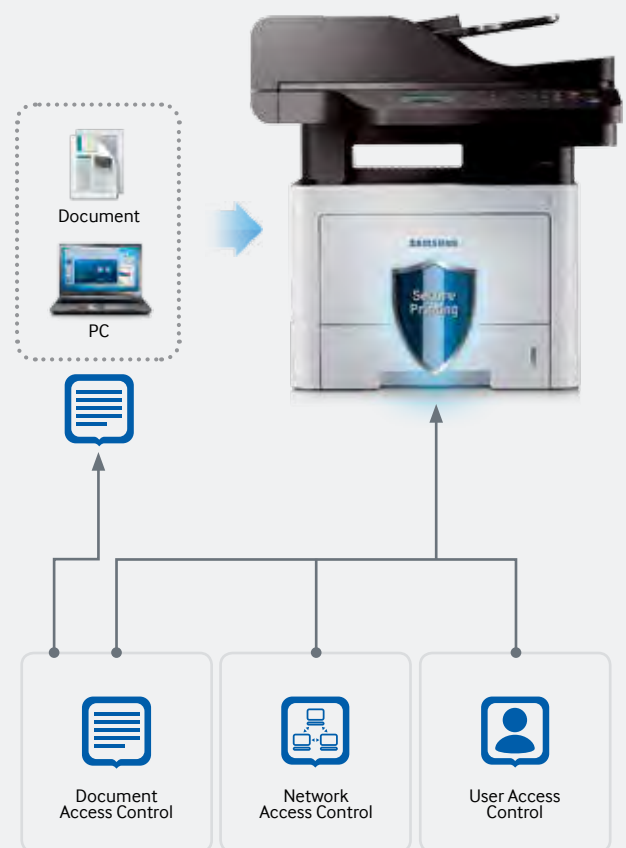 Document
PC
SAMSUNG
Secure
Printing
Document
Access Control
Network
Access Control
User Access
Control